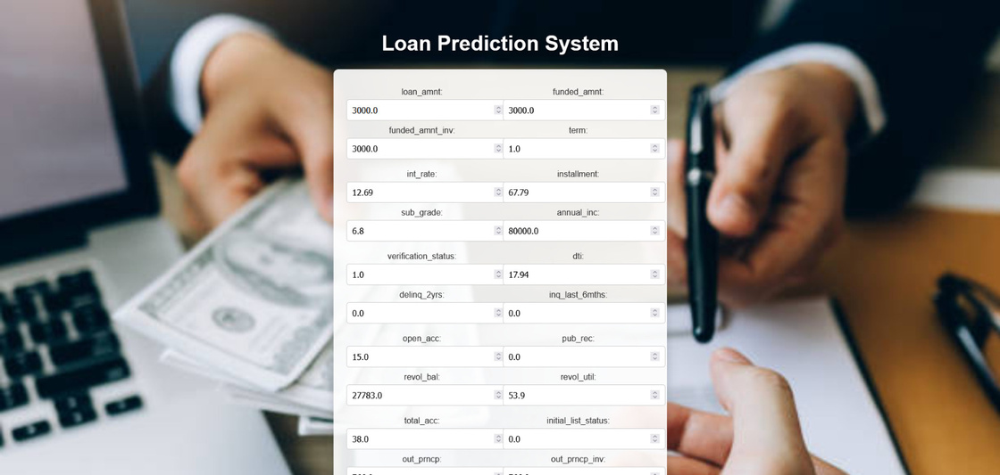 Loan Prediction System
loan_amnt: funded_amnt:
3000.0 3000.0
funded_amnt_inv: term:
3000.0 1.0
int_rate: installment:
12.69 67.79
sub_grade: annual_inc:
6.8 80000.0
verification_status: dti:
1.0 17.94
delinq_2yrs: inq_last_6mths:
0.0 0.0
open_acc: pub_rec:
15.0 0.0
revol_bal: revol_util:
27783.0 53.9
total_acc: initial_list_status:
38.0 0.0
out_prncp: out_prncp_inv: